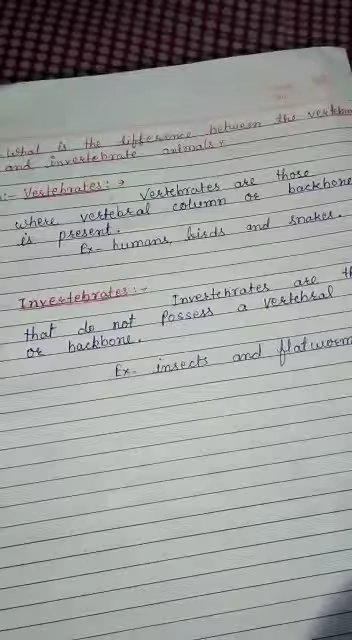 What is the difference between the vertebra
and invertebrate animals?
:- Vertebrates:→ Vertebrates are those
where vertebral column or backbone
is present.
Ex- humans, birds and snakes.
Invertebrates:- Invertebrates are th
that do not possess a vertebral
or backbone.
Ex- insects and flatworm